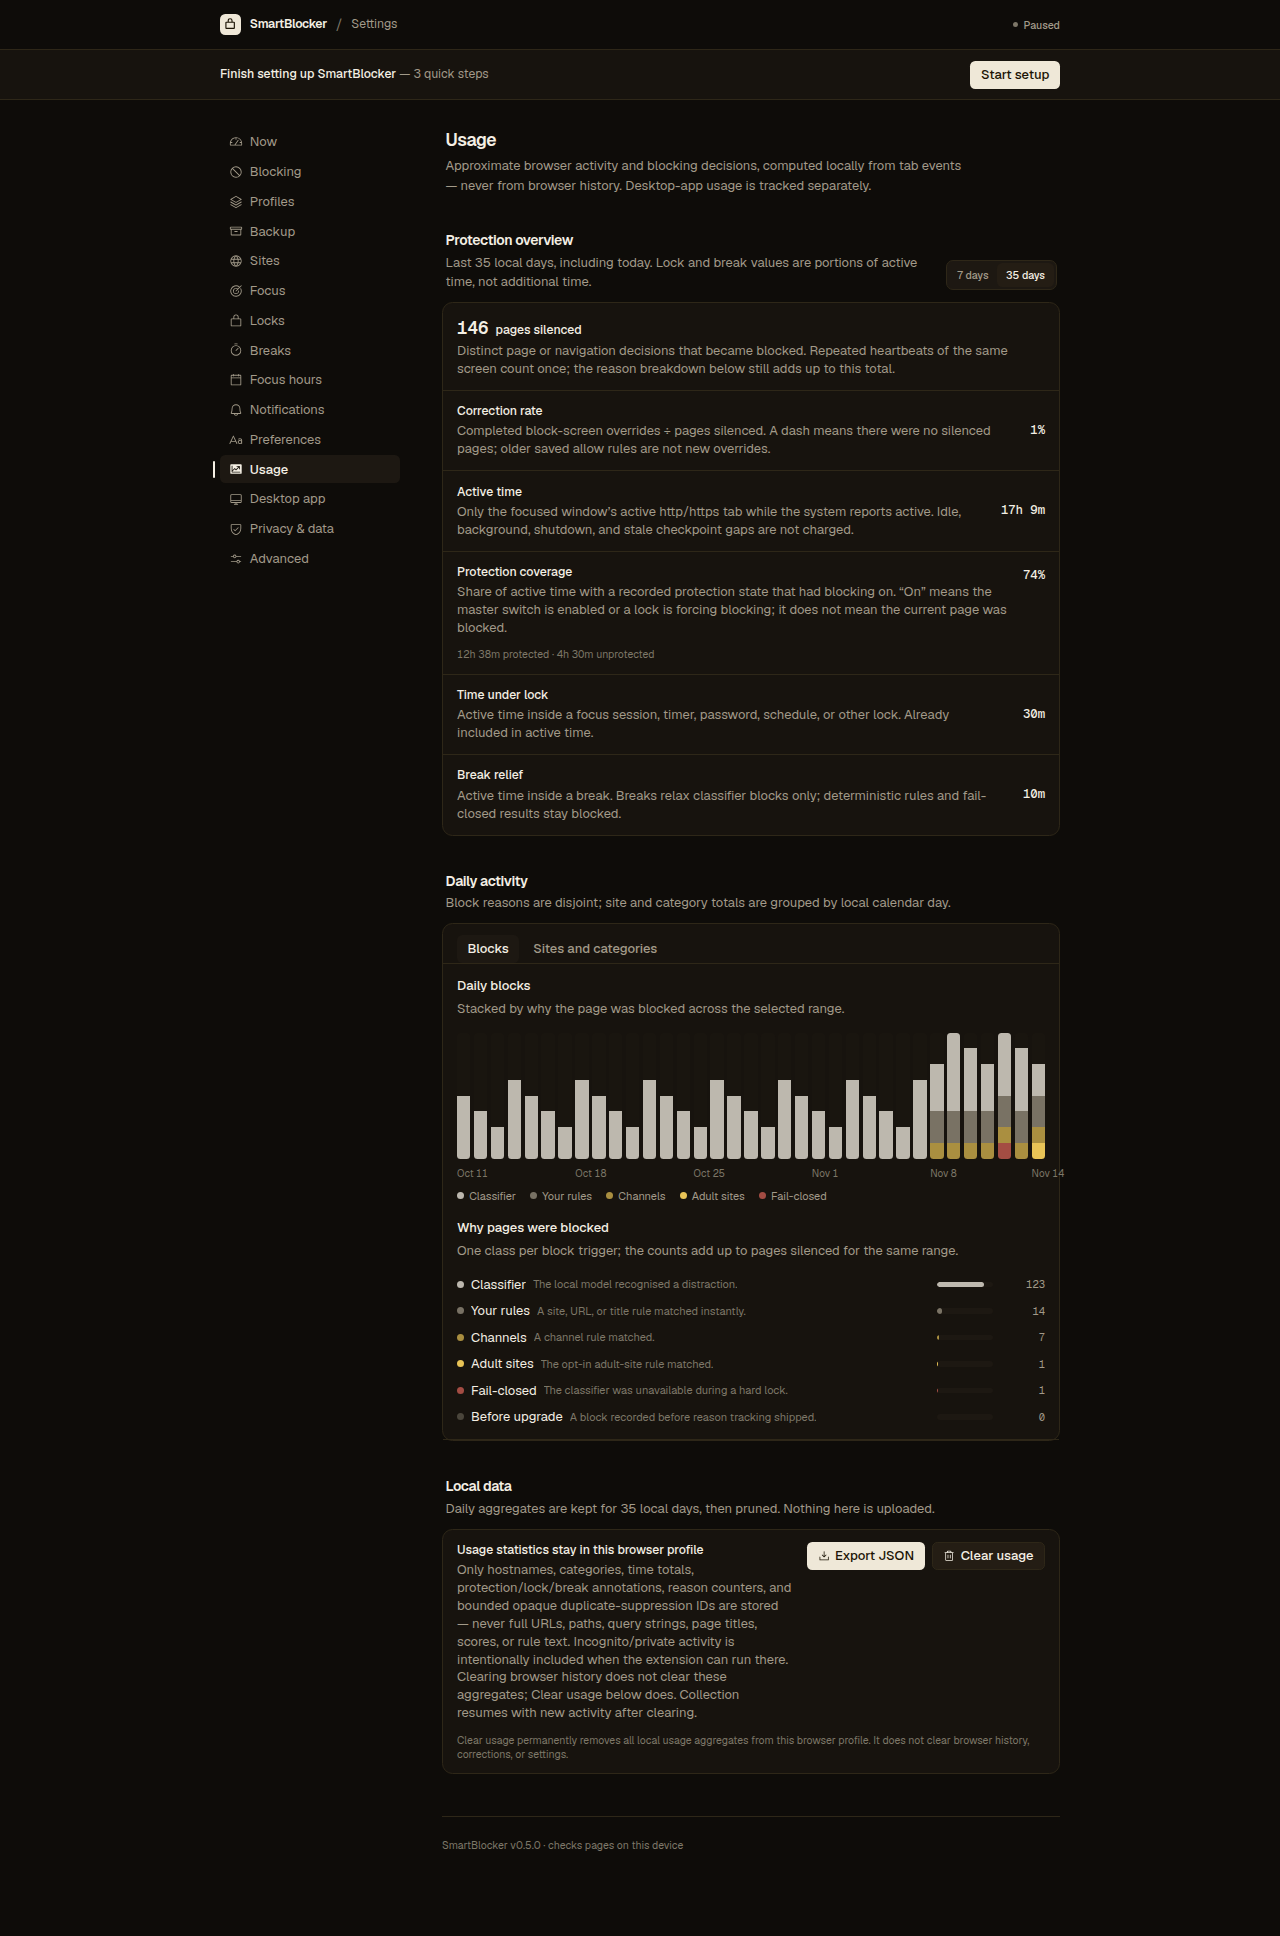 SmartBlocker / Settings
Paused
Finish setting up SmartBlocker — 3 quick steps
Start setup
Now
Blocking
Profiles
Backup
Sites
Focus
Locks
Breaks
Focus hours
Notifications
Aa Preferences
Usage
Desktop app
Privacy & data
Advanced
Usage
Approximate browser activity and blocking decisions, computed locally from tab events
— never from browser history. Desktop-app usage is tracked separately.
Protection overview
Last 35 local days, including today. Lock and break values are portions of active
time, not additional time.
7 days 35 days
146 pages silenced
Distinct page or navigation decisions that became blocked. Repeated heartbeats of the same
screen count once; the reason breakdown below still adds up to this total.
Correction rate
Completed block-screen overrides ÷ pages silenced. A dash means there were no silenced
pages; older saved allow rules are not new overrides.
1%
Active time
Only the focused window's active http/https tab while the system reports active. Idle,
background, shutdown, and stale checkpoint gaps are not charged.
17h 9m
Protection coverage
Share of active time with a recorded protection state that had blocking on. “On” means the
master switch is enabled or a lock is forcing blocking; it does not mean the current page was
blocked.
12h 38m protected · 4h 30m unprotected
74%
Time under lock
Active time inside a focus session, timer, password, schedule, or other lock. Already
included in active time.
30m
Break relief
Active time inside a break. Breaks relax classifier blocks only; deterministic rules and fail-
closed results stay blocked.
10m
Daily activity
Block reasons are disjoint; site and category totals are grouped by local calendar day.
Blocks Sites and categories
Daily blocks
Stacked by why the page was blocked across the selected range.
Oct 11 Oct 18 Oct 25 Nov 1 Nov 8 Nov 14
Classifier Your rules Channels Adult sites Fail-closed
Why pages were blocked
One class per block trigger; the counts add up to pages silenced for the same range.
Classifier The local model recognised a distraction. 123
Your rules A site, URL, or title rule matched instantly. 14
Channels A channel rule matched. 7
Adult sites The opt-in adult-site rule matched. 1
Fail-closed The classifier was unavailable during a hard lock. 1
Before upgrade A block recorded before reason tracking shipped. 0
Local data
Daily aggregates are kept for 35 local days, then pruned. Nothing here is uploaded.
Usage statistics stay in this browser profile
Only hostnames, categories, time totals,
protection/lock/break annotations, reason counters, and
bounded opaque duplicate-suppression IDs are stored
— never full URLs, paths, query strings, page titles,
scores, or rule text. Incognito/private activity is
intentionally included when the extension can run there.
Clearing browser history does not clear these
aggregates; Clear usage below does. Collection
resumes with new activity after clearing.
Export JSON Clear usage
Clear usage permanently removes all local usage aggregates from this browser profile. It does not clear browser history,
corrections, or settings.
SmartBlocker v0.5.0 · checks pages on this device